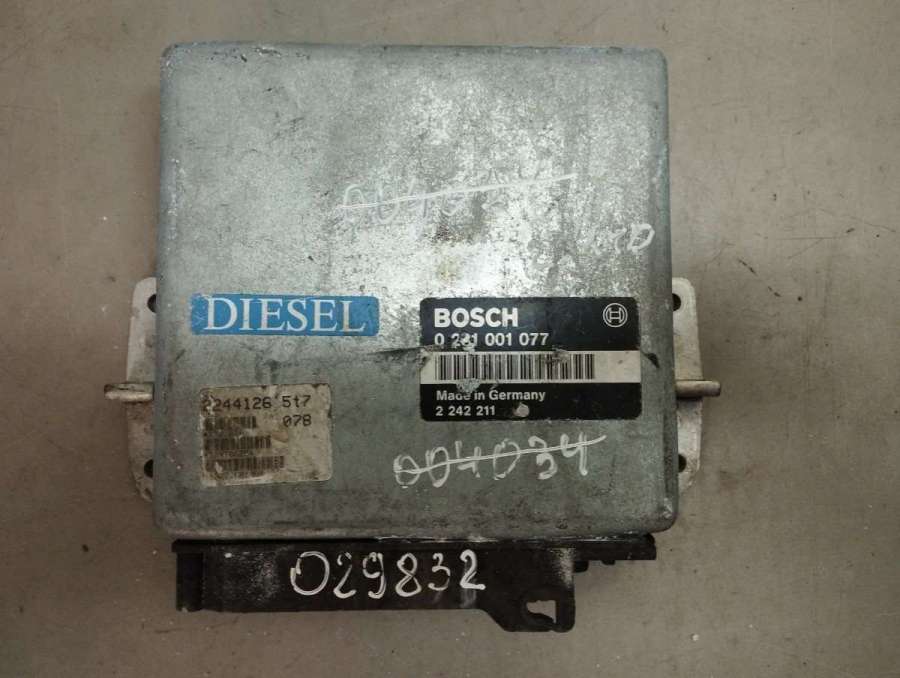 DIESEL
BOSCH
0 281 001 077
Made in Germany
2 242 211
2244126 5t7
078
004034
029832